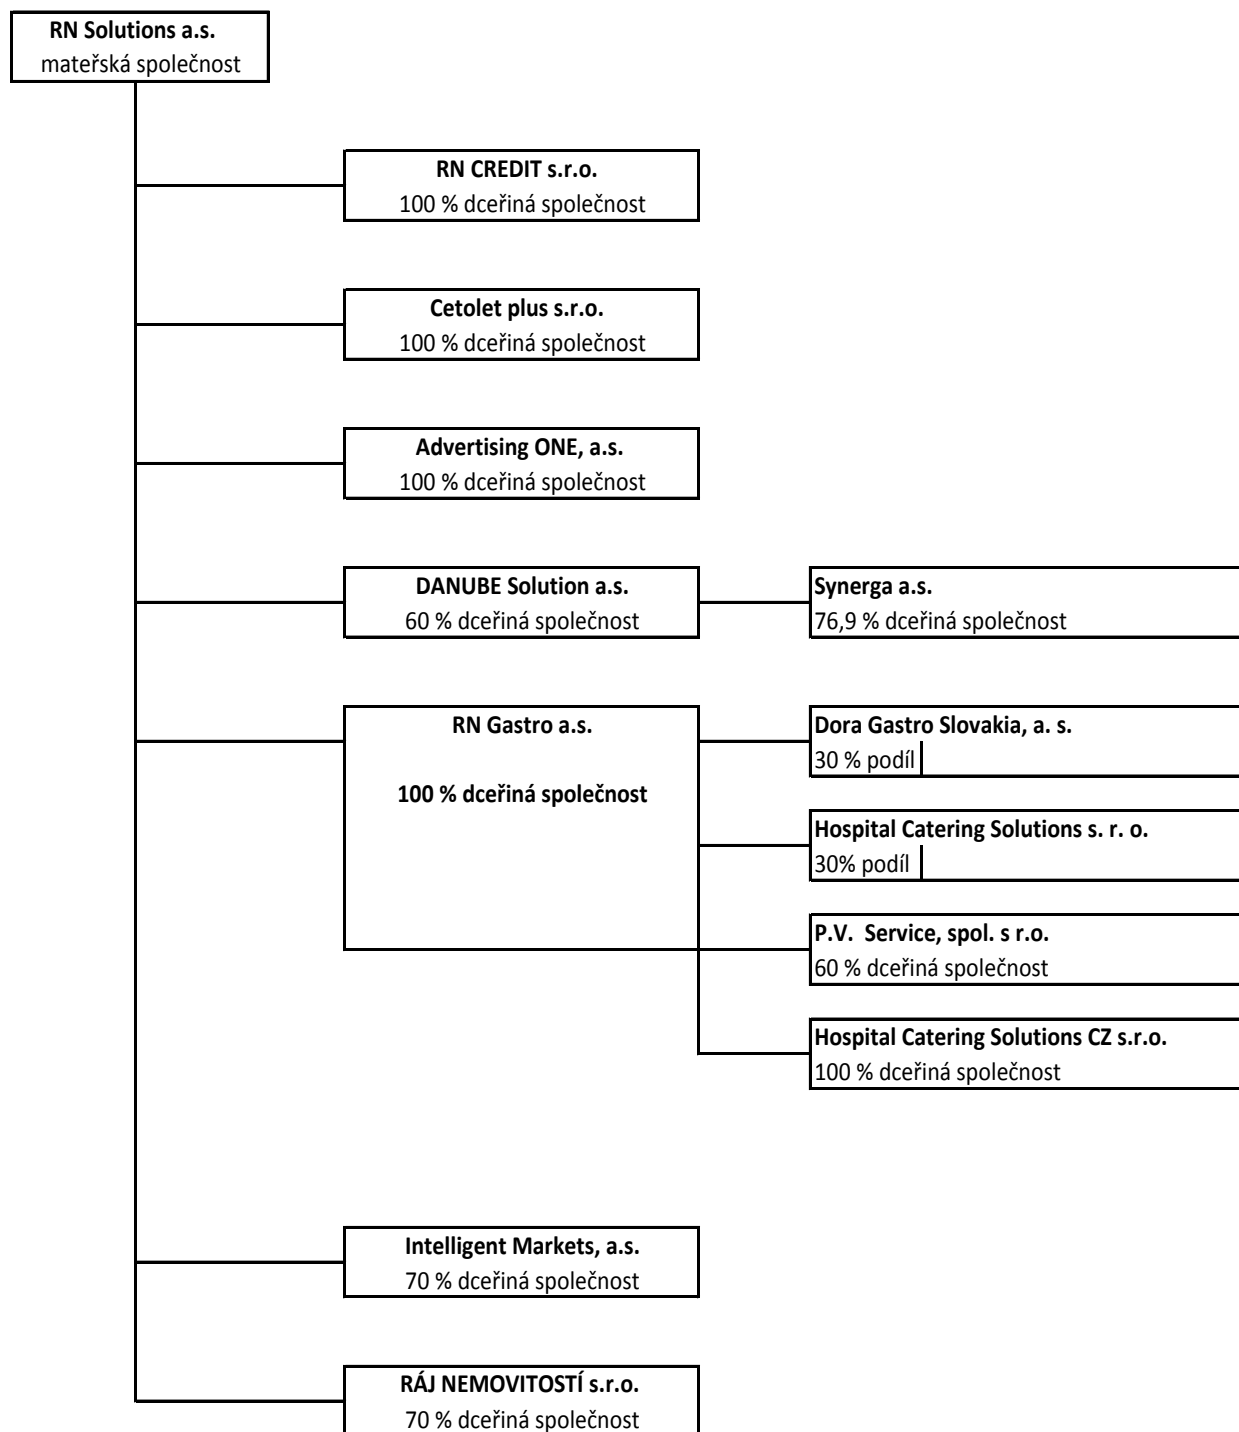 RN Solutions a.s.
mateřská společnost
RN CREDIT s.r.o.
100 % dceřiná společnost
Cetolet plus s.r.o.
100 % dceřiná společnost
Advertising ONE, a.s.
100 % dceřiná společnost
DANUBE Solution a.s.
60 % dceřiná společnost
Synerga a.s.
76,9 % dceřiná společnost
RN Gastro a.s.
100 % dceřiná společnost
Dora Gastro Slovakia, a. s.
30 % podíl
Hospital Catering Solutions s. r. o.
30% podíl
P.V. Service, spol. s r.o.
60 % dceřiná společnost
Hospital Catering Solutions CZ s.r.o.
100 % dceřiná společnost
Intelligent Markets, a.s.
70 % dceřiná společnost
RÁJ NEMOVITOSTÍ s.r.o.
70 % dceřiná společnost